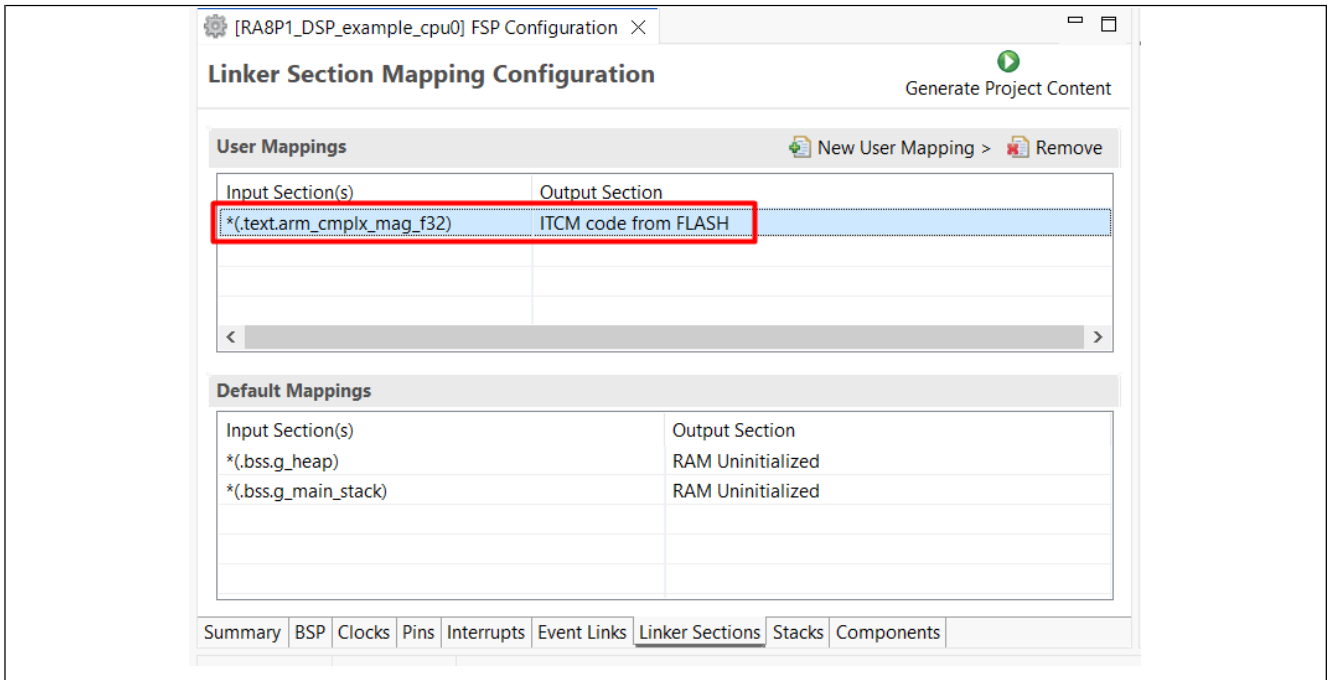 [RA8P1_DSP_example_cpu0] FSP Configuration
Linker Section Mapping Configuration
Generate Project Content
User Mappings New User Mapping > Remove
Input Section(s) Output Section
*(.text.arm_cmplx_mag_f32) ITCM code from FLASH
Default Mappings
Input Section(s) Output Section
*(.bss.g_heap) RAM Uninitialized
*(.bss.g_main_stack) RAM Uninitialized
Summary BSP Clocks Pins Interrupts Event Links Linker Sections Stacks Components